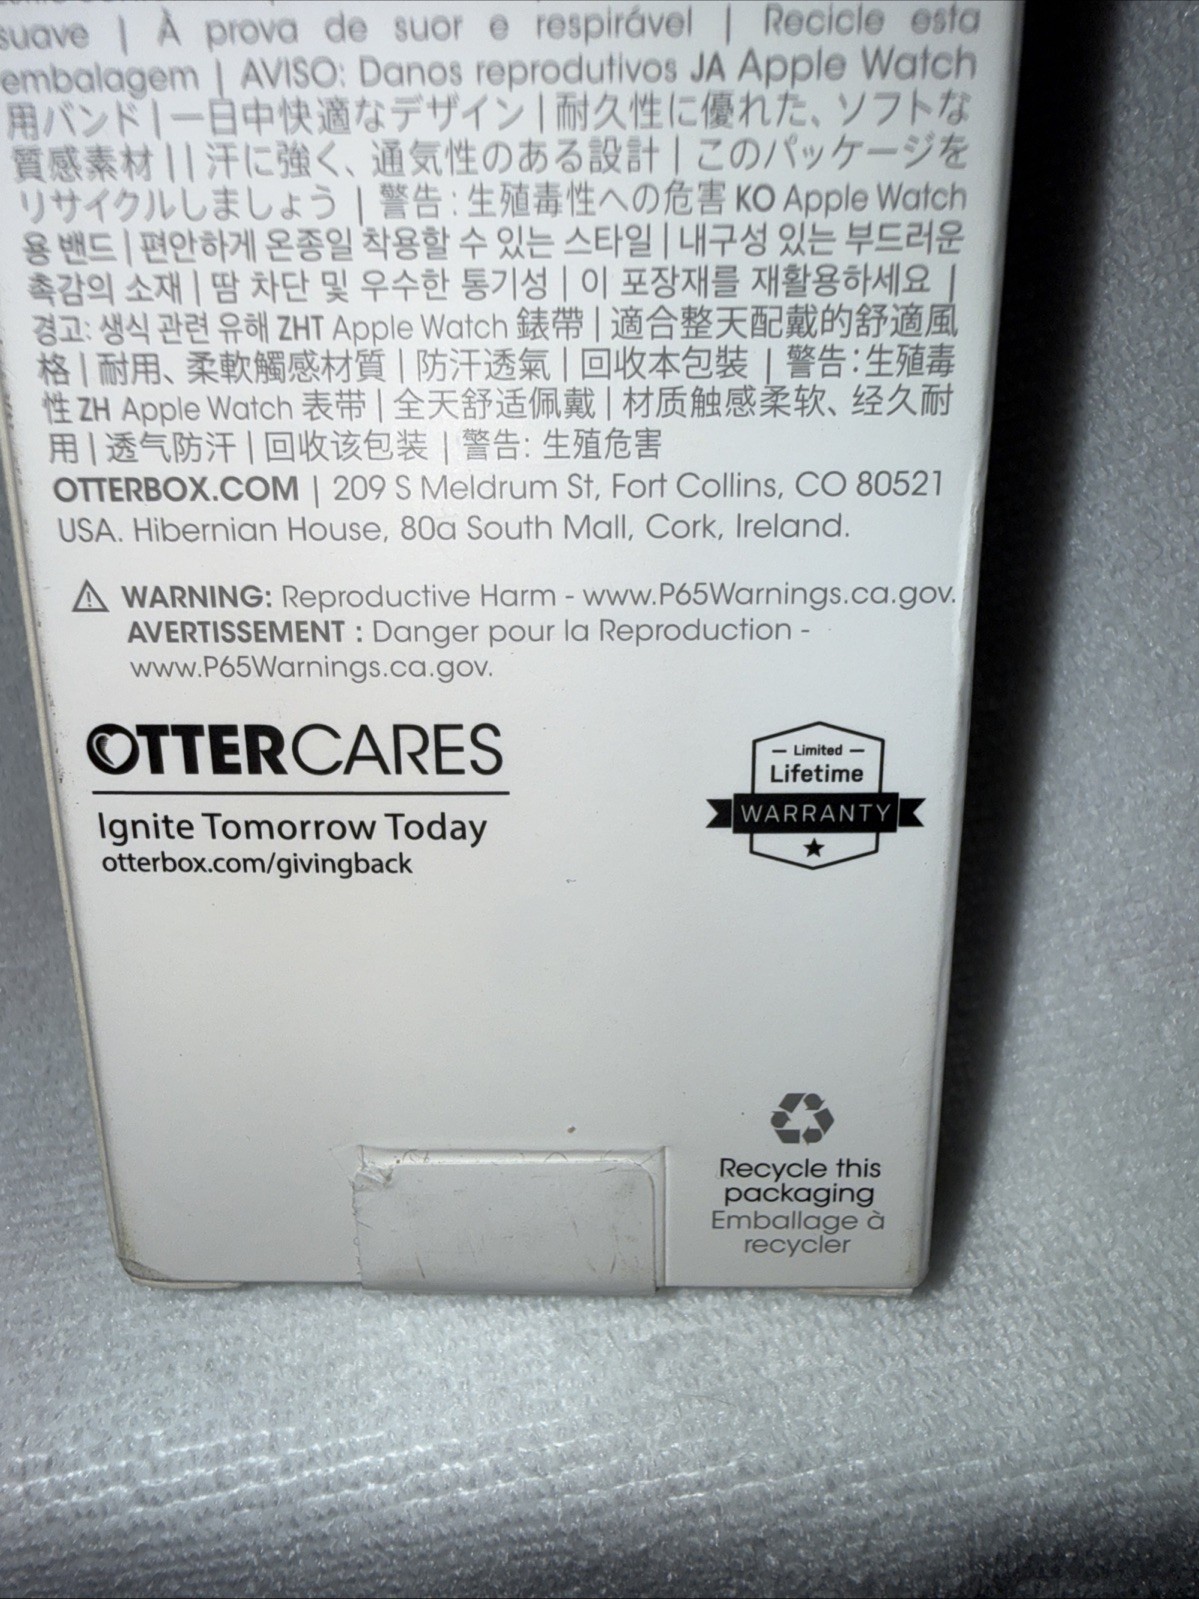 suave | À prova de suor e respirável | Recicle esta
embalagem | AVISO: Danos reprodutivos JA Apple Watch
用バンド | 一日中快適なデザイン | 耐久性に優れた、ソフトな
質感素材 | | 汗に強く、通気性のある設計 | このパッケージを
リサイクルしましょう | 警告: 生殖毒性への危害 KO Apple Watch
용 밴드 | 편안하게 온종일 착용할 수 있는 스타일 | 내구성 있는 부드러운
촉감의 소재 | 땀 차단 및 우수한 통기성 | 이 포장재를 재활용하세요 |
경고: 생식 관련 유해 ZHT Apple Watch 錶帶 | 適合整天配戴的舒適風
格 | 耐用、柔軟觸感材質 | 防汗透氣 | 回收本包裝 | 警告: 生殖毒
性 ZH Apple Watch 表带 | 全天舒适佩戴 | 材质触感柔软、经久耐
用 | 透气防汗 | 回收该包装 | 警告: 生殖危害
OTTERBOX.COM | 209 S Meldrum St, Fort Collins, CO 80521
USA. Hibernian House, 80a South Mall, Cork, Ireland.
⚠ WARNING: Reproductive Harm - www.P65Warnings.ca.gov.
AVERTISSEMENT : Danger pour la Reproduction -
www.P65Warnings.ca.gov.
OTTERCARES
Ignite Tomorrow Today
otterbox.com/givingback
Limited
Lifetime
WARRANTY
Recycle this
packaging
Emballage à
recycler